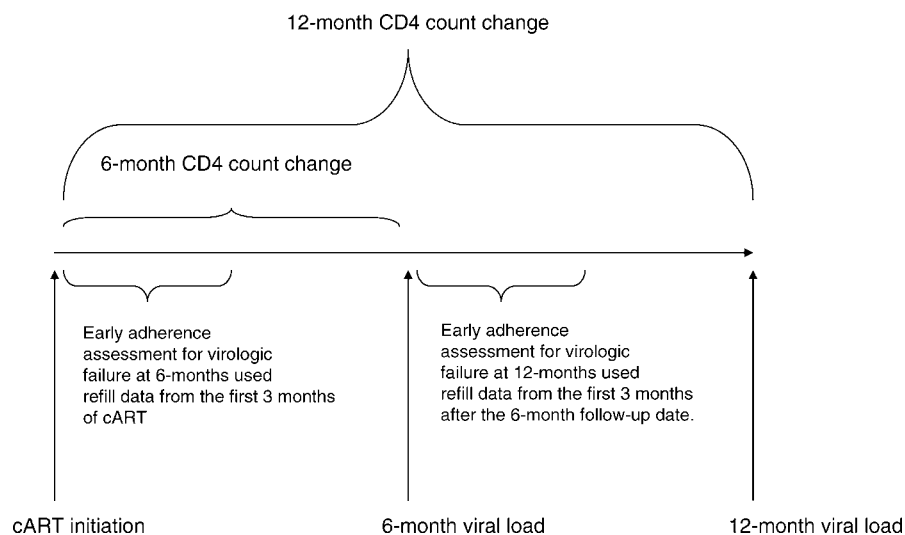 12-month CD4 count change
6-month CD4 count change
Early adherence
assessment for virologic
failure at 6-months used
refill data from the first 3 months
of cART
Early adherence
assessment for virologic
failure at 12-months used
refill data from the first 3 months
after the 6-month follow-up date.
cART initiation
6-month viral load
12-month viral load